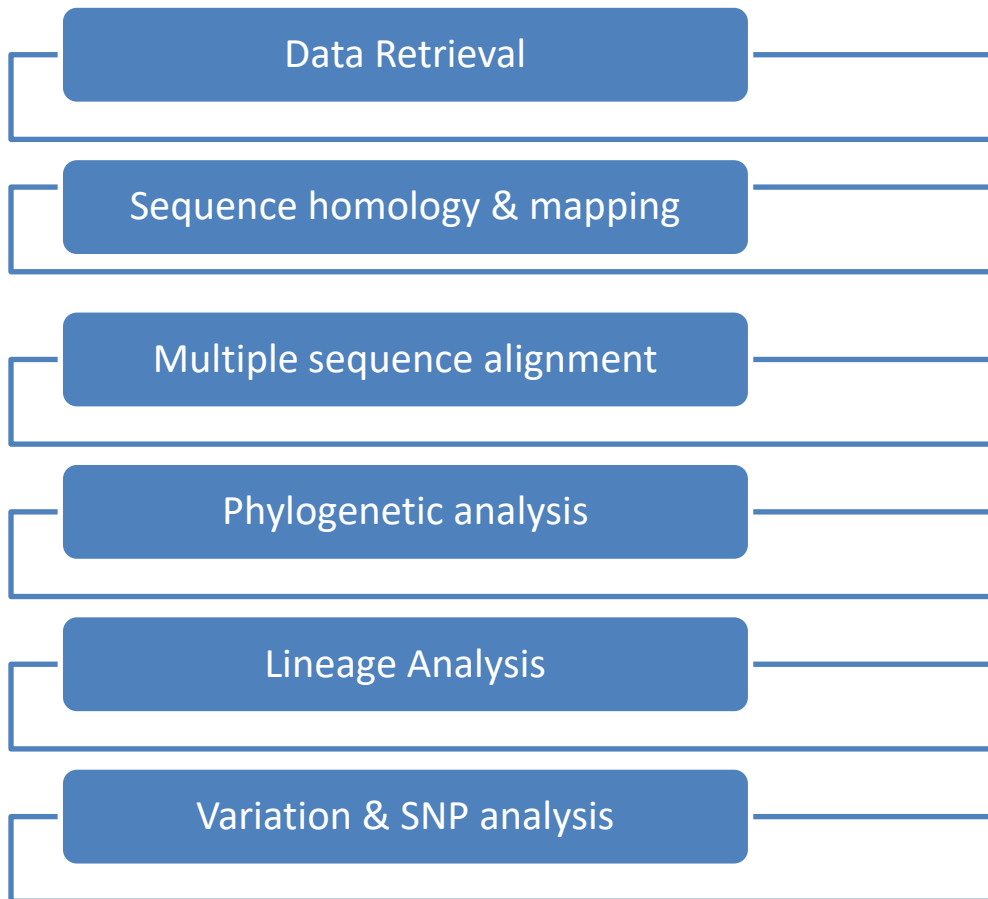 Data Retrieval
Sequence homology & mapping
Multiple sequence alignment
Phylogenetic analysis
Lineage Analysis
Variation & SNP analysis